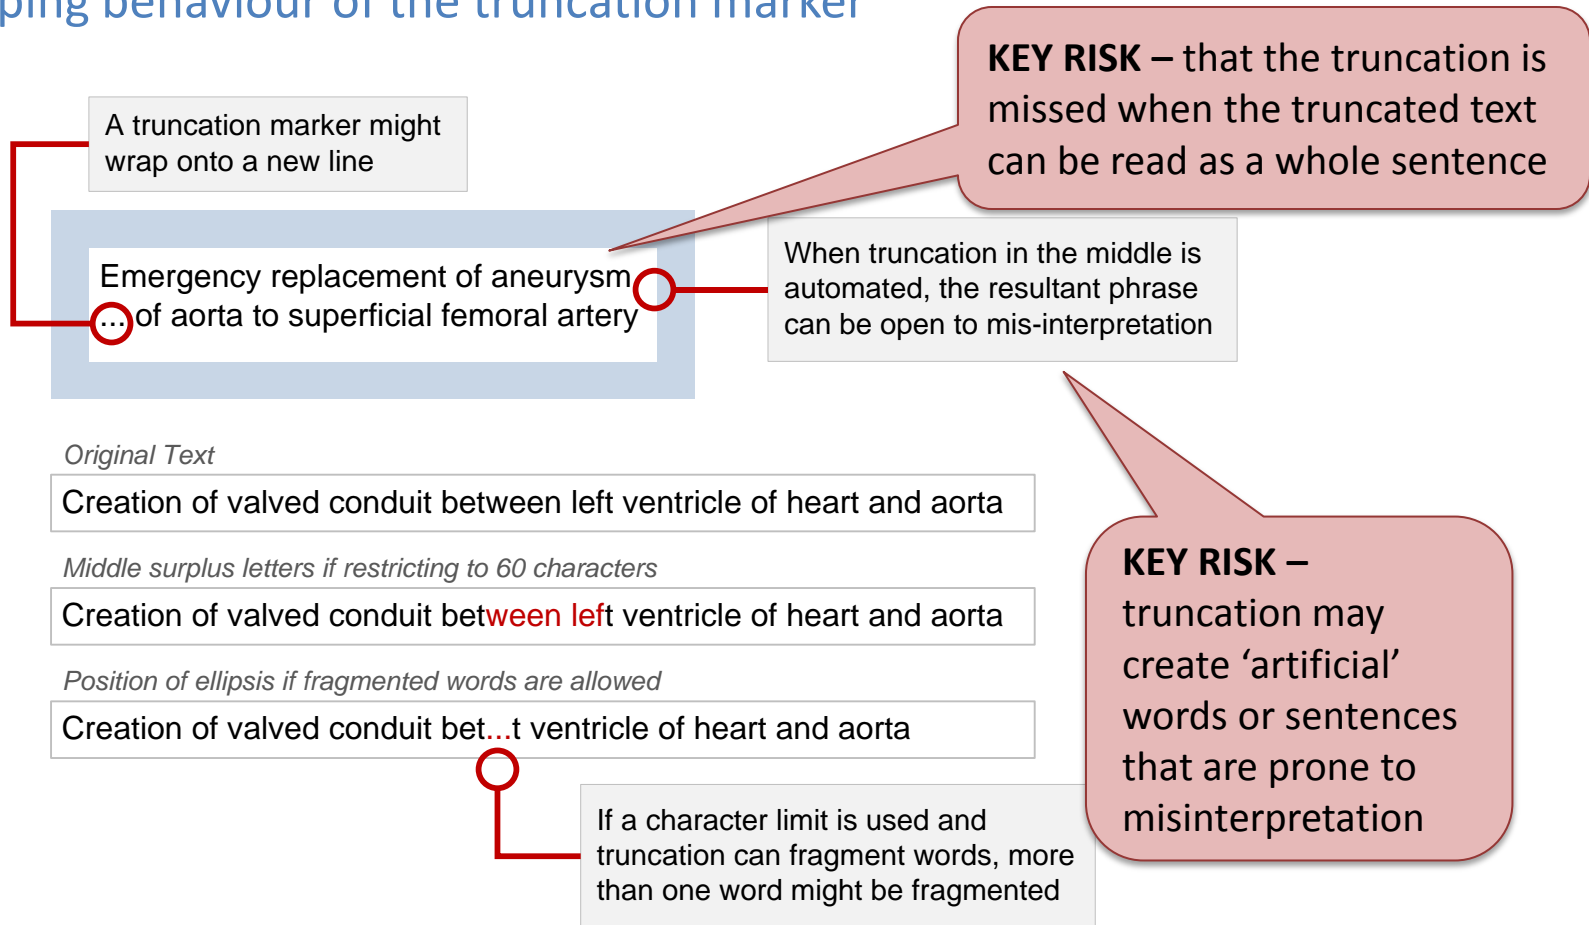 ping behaviour of the truncation marker
KEY RISK – that the truncation is
missed when the truncated text
can be read as a whole sentence
A truncation marker might
wrap onto a new line
Emergency replacement of aneurysm
... of aorta to superficial femoral artery
When truncation in the middle is
automated, the resultant phrase
can be open to mis-interpretation
Original Text
Creation of valved conduit between left ventricle of heart and aorta
Middle surplus letters if restricting to 60 characters
Creation of valved conduit between left ventricle of heart and aorta
Position of ellipsis if fragmented words are allowed
Creation of valved conduit bet...t ventricle of heart and aorta
If a character limit is used and
truncation can fragment words, more
than one word might be fragmented
KEY RISK –
truncation may
create ‘artificial’
words or sentences
that are prone to
misinterpretation